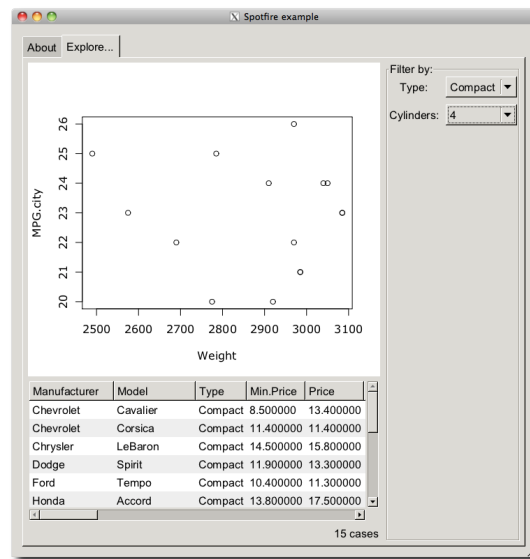 Spotfire example
About Explore...
Filter by:
Type: Compact
Cylinders: 4
MPG.city
26
25
24
23
22
21
20
2500 2600 2700 2800 2900 3000 3100
Weight
Manufacturer Model Type Min.Price Price
Chevrolet Cavalier Compact 8.500000 13.400000
Chevrolet Corsica Compact 11.400000 11.400000
Chrysler LeBaron Compact 14.500000 15.800000
Dodge Spirit Compact 11.900000 13.300000
Ford Tempo Compact 10.400000 11.300000
Honda Accord Compact 13.800000 17.500000
15 cases